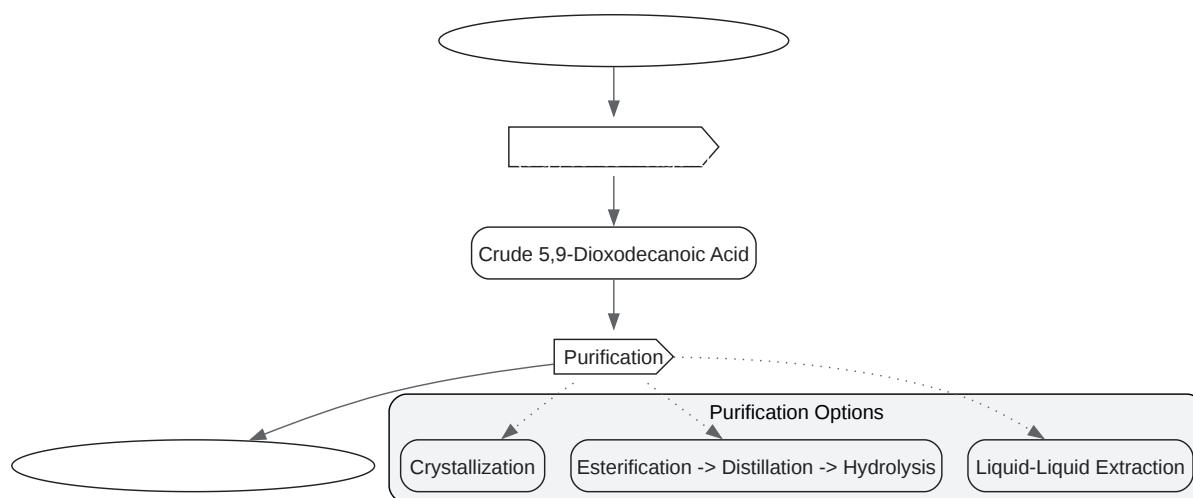 Crude 5,9-Dioxodecanoic Acid
Purification
Purification Options
Crystallization
Esterification -> Distillation -> Hydrolysis
Liquid-Liquid Extraction